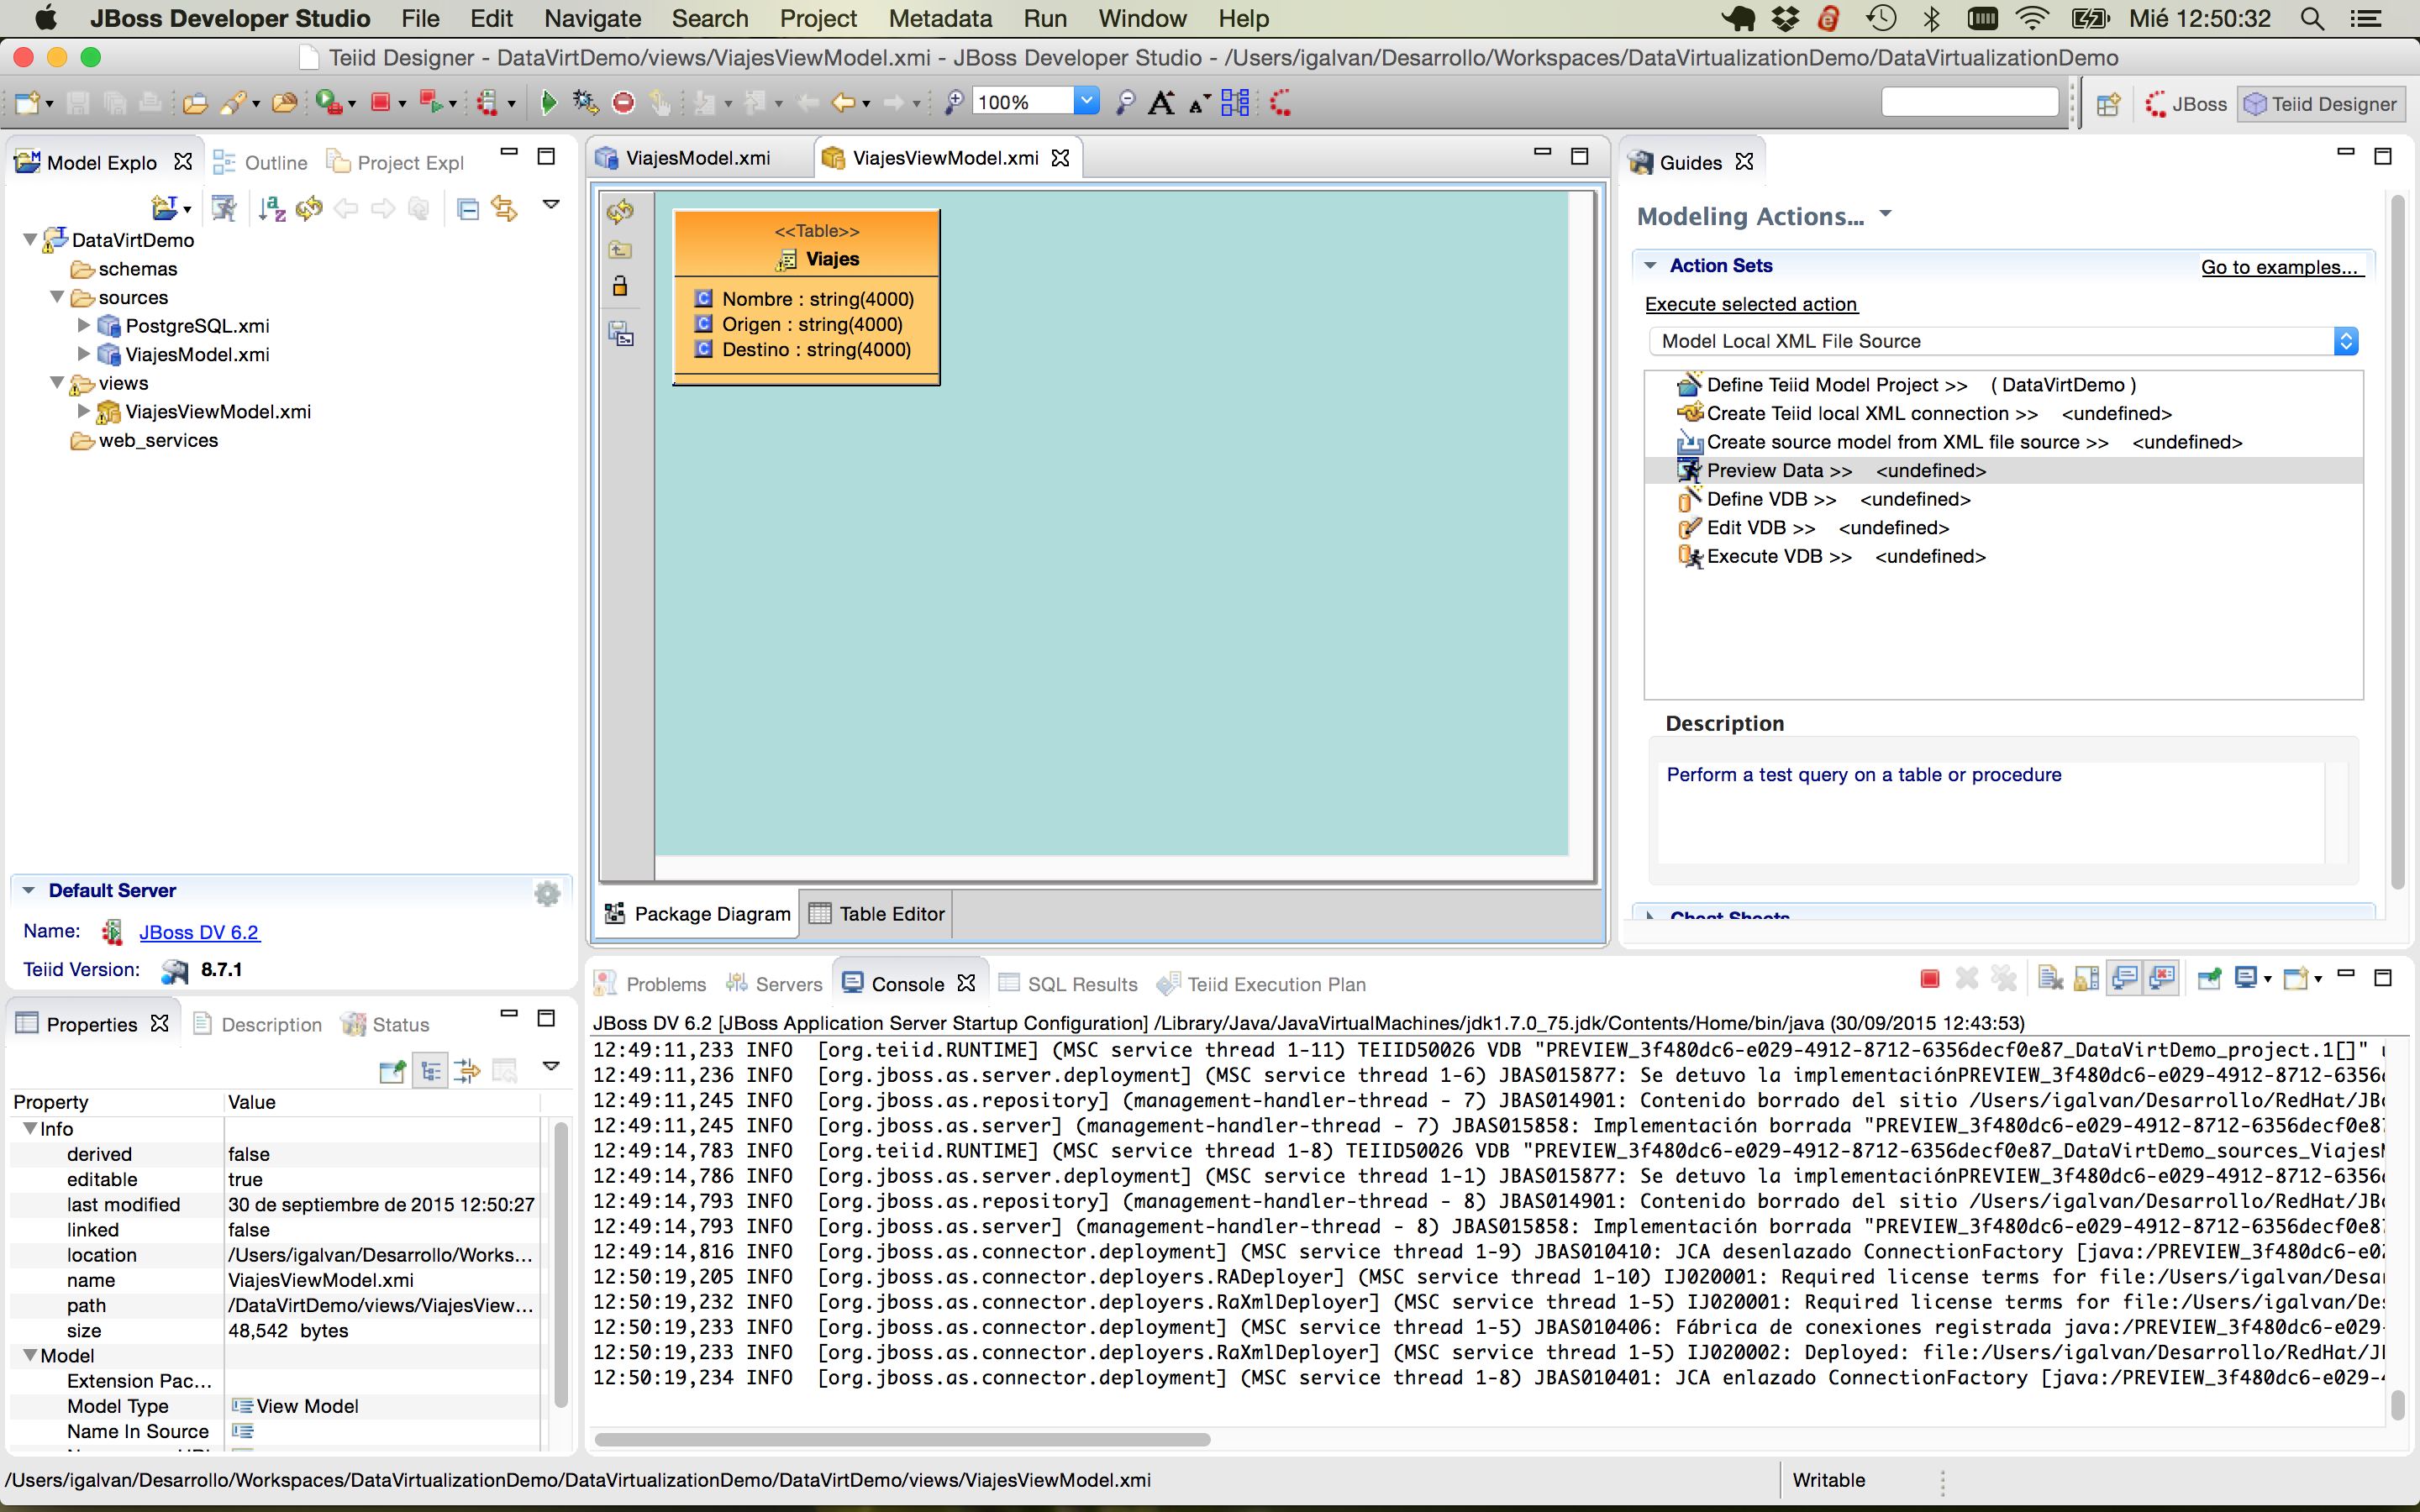 JBoss Developer Studio File Edit Navigate Search Project Metadata Run Window Help Mié 12:50:32
Teiid Designer - DataVirtDemo/views/ViajesViewModel.xmi - JBoss Developer Studio - /Users/igalvan/Desarrollo/Workspaces/DataVirtualizationDemo/DataVirtualizationDemo
100% JBoss Teiid Designer
Model Explo Outline Project Expl
DataVirtDemo
schemas
sources
PostgreSQL.xmi
ViajesModel.xmi
views
ViajesViewModel.xmi
web_services
Default Server
Name: JBoss DV 6.2
Teiid Version: 8.7.1
Properties Description Status
Property Value
Info
derived false
editable true
last modified 30 de septiembre de 2015 12:50:27
linked false
location /Users/igalvan/Desarrollo/Works...
name ViajesViewModel.xmi
path /DataVirtDemo/views/ViajesView...
size 48,542 bytes
Model
Extension Pac...
Model Type View Model
Name In Source
ViajesModel.xmi ViajesViewModel.xmi
<<Table>>
Viajes
Nombre : string(4000)
Origen : string(4000)
Destino : string(4000)
Package Diagram Table Editor
Guides
Modeling Actions...
Action Sets Go to examples...
Execute selected action
Model Local XML File Source
Define Teiid Model Project >> ( DataVirtDemo )
Create Teiid local XML connection >> <undefined>
Create source model from XML file source >> <undefined>
Preview Data >> <undefined>
Define VDB >> <undefined>
Edit VDB >> <undefined>
Execute VDB >> <undefined>
Description
Perform a test query on a table or procedure
Cheat Sheets
Problems Servers Console SQL Results Teiid Execution Plan
JBoss DV 6.2 [JBoss Application Server Startup Configuration] /Library/Java/JavaVirtualMachines/jdk1.7.0_75.jdk/Contents/Home/bin/java (30/09/2015 12:43:53)
12:49:11,233 INFO [org.teiid.RUNTIME] (MSC service thread 1-11) TEIID50026 VDB "PREVIEW_3f480dc6-e029-4912-8712-6356decf0e87_DataVirtDemo_project.1[]" u
12:49:11,236 INFO [org.jboss.as.server.deployment] (MSC service thread 1-6) JBAS015877: Se detuvo la implementaciónPREVIEW_3f480dc6-e029-4912-8712-6356
12:49:11,245 INFO [org.jboss.as.repository] (management-handler-thread - 7) JBAS014901: Contenido borrado del sitio /Users/igalvan/Desarrollo/RedHat/JBo
12:49:11,245 INFO [org.jboss.as.server] (management-handler-thread - 7) JBAS015858: Implementación borrada "PREVIEW_3f480dc6-e029-4912-8712-6356decf0e87
12:49:14,783 INFO [org.teiid.RUNTIME] (MSC service thread 1-8) TEIID50026 VDB "PREVIEW_3f480dc6-e029-4912-8712-6356decf0e87_DataVirtDemo_sources_Viajes
12:49:14,786 INFO [org.jboss.as.server.deployment] (MSC service thread 1-1) JBAS015877: Se detuvo la implementaciónPREVIEW_3f480dc6-e029-4912-8712-6356
12:49:14,793 INFO [org.jboss.as.repository] (management-handler-thread - 8) JBAS014901: Contenido borrado del sitio /Users/igalvan/Desarrollo/RedHat/JBo
12:49:14,793 INFO [org.jboss.as.server] (management-handler-thread - 8) JBAS015858: Implementación borrada "PREVIEW_3f480dc6-e029-4912-8712-6356decf0e87
12:49:14,816 INFO [org.jboss.as.connector.deployment] (MSC service thread 1-9) JBAS010410: JCA desenlazado ConnectionFactory [java:/PREVIEW_3f480dc6-e02
12:50:19,205 INFO [org.jboss.as.connector.deployers.RADeployer] (MSC service thread 1-10) IJ020001: Required license terms for file:/Users/igalvan/Desar
12:50:19,232 INFO [org.jboss.as.connector.deployers.RaXmlDeployer] (MSC service thread 1-5) IJ020001: Required license terms for file:/Users/igalvan/Des
12:50:19,233 INFO [org.jboss.as.connector.deployment] (MSC service thread 1-5) JBAS010406: Fábrica de conexiones registrada java:/PREVIEW_3f480dc6-e029-
12:50:19,233 INFO [org.jboss.as.connector.deployers.RaXmlDeployer] (MSC service thread 1-5) IJ020002: Deployed: file:/Users/igalvan/Desarrollo/RedHat/J
12:50:19,234 INFO [org.jboss.as.connector.deployment] (MSC service thread 1-8) JBAS010401: JCA enlazado ConnectionFactory [java:/PREVIEW_3f480dc6-e029-
/Users/igalvan/Desarrollo/Workspaces/DataVirtualizationDemo/DataVirtualizationDemo/DataVirtDemo/views/ViajesViewModel.xmi Writable